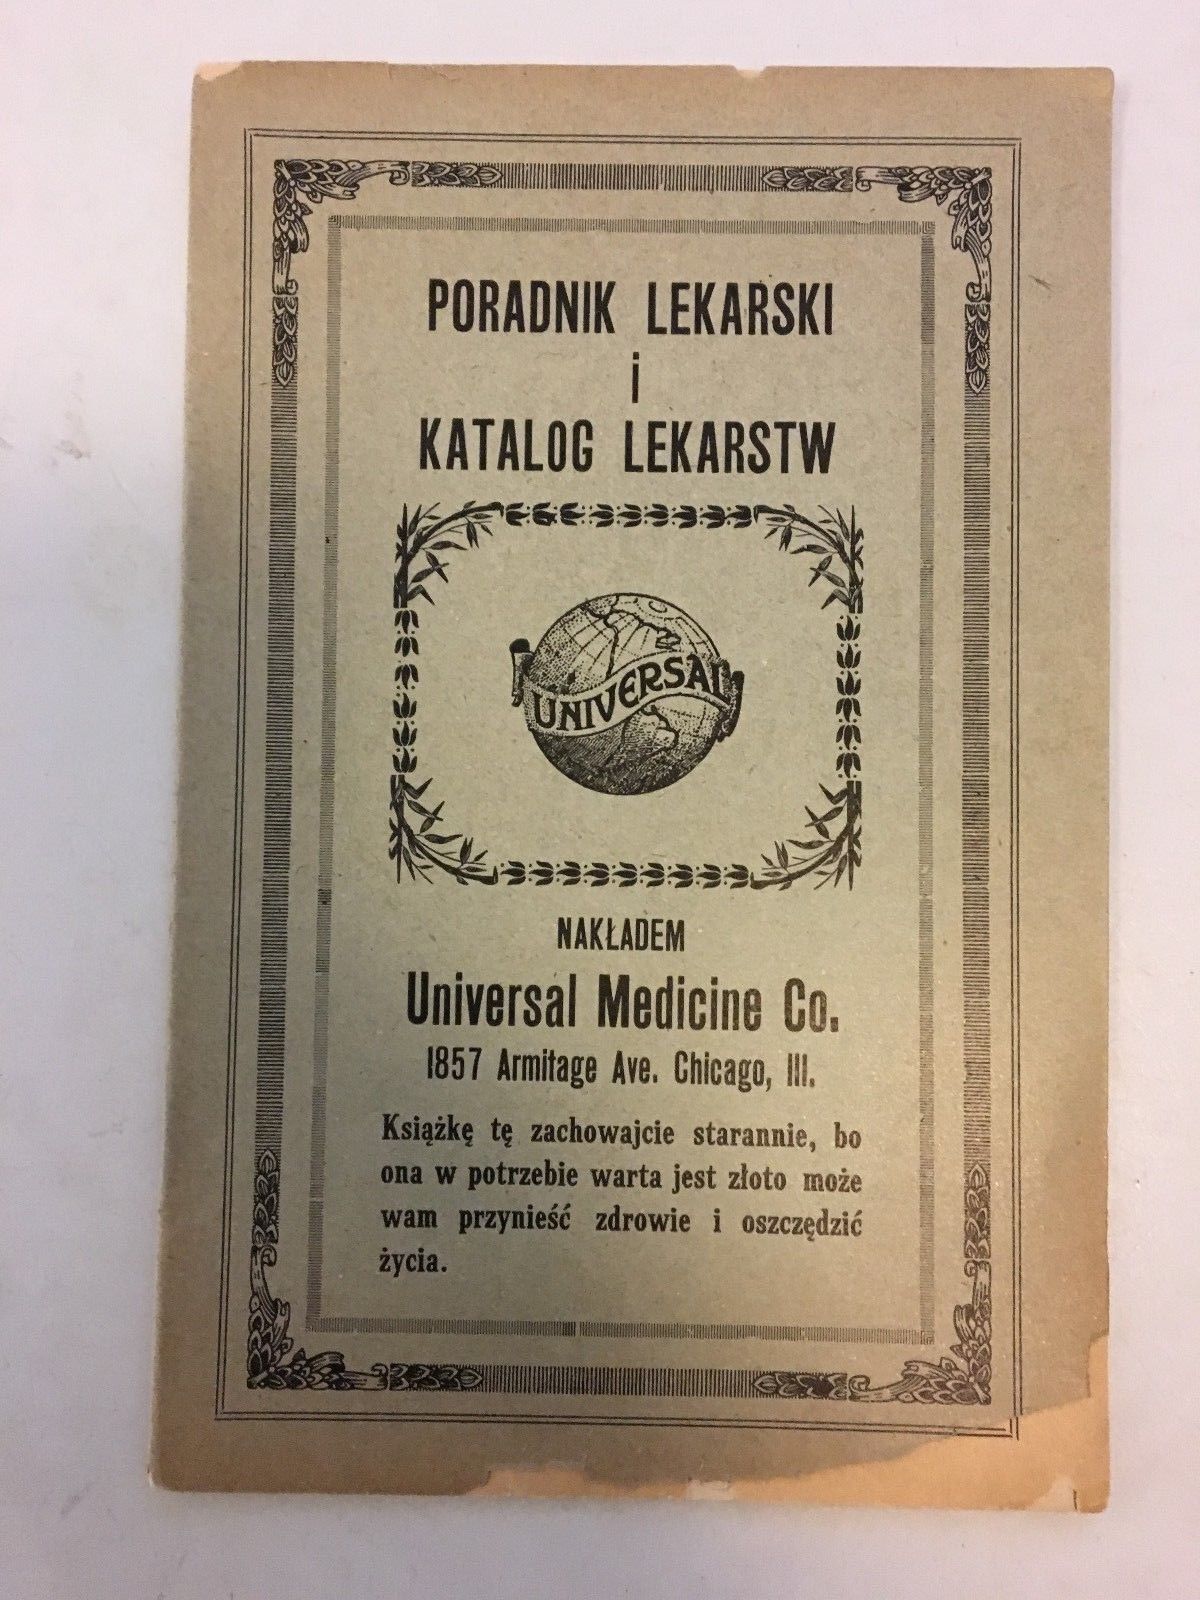 PORADNIK LEKARSKI
i
KATALOG LEKARSTW
UNIVERSAL
NAKŁADEM
Universal Medicine Co.
1857 Armitage Ave. Chicago, Ill.
Książkę tę zachowajcie starannie, bo
ona w potrzebie warta jest złoto może
wam przynieść zdrowie i oszczędzić
życia.